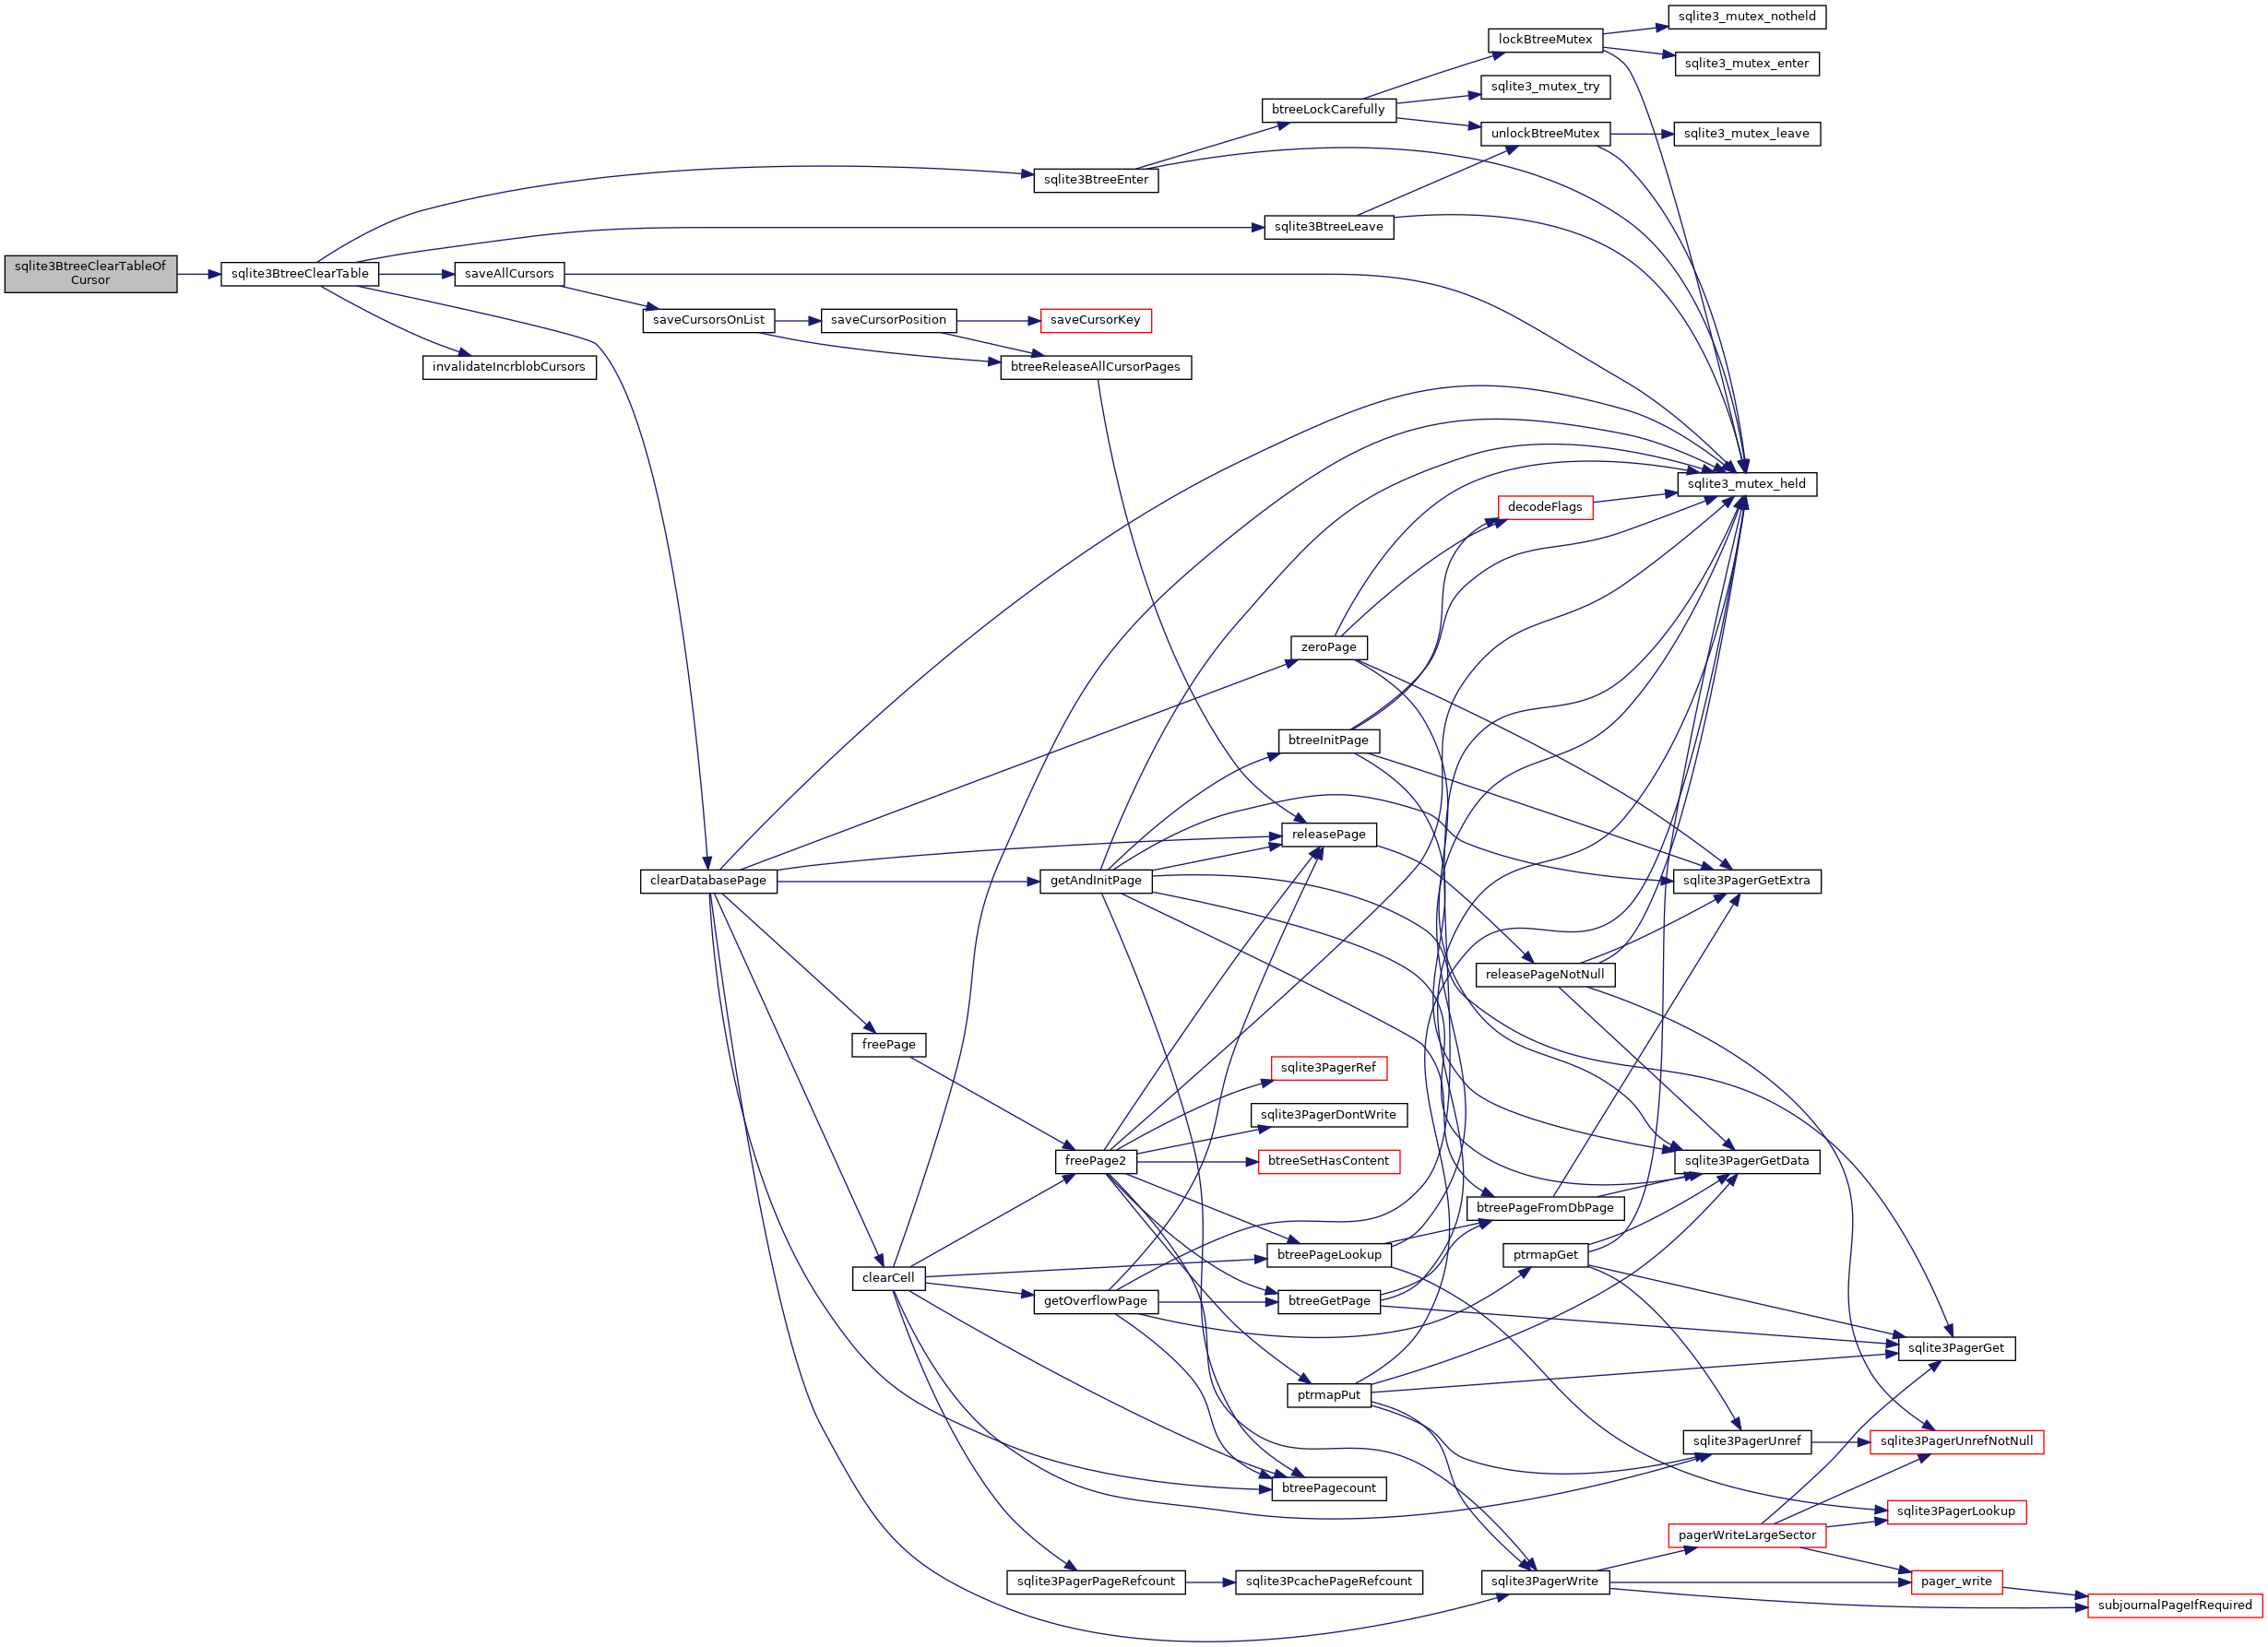 sqlite3_mutex_notheld
lockBtreeMutex
sqlite3_mutex_enter
sqlite3_mutex_try
btreeLockCarefully
unlockBtreeMutex
sqlite3_mutex_leave
sqlite3BtreeEnter
sqlite3BtreeLeave
sqlite3BtreeClearTableOf
Cursor
sqlite3BtreeClearTable
saveAllCursors
saveCursorsOnList
saveCursorPosition
saveCursorKey
invalidateIncrblobCursors
btreeReleaseAllCursorPages
sqlite3_mutex_held
decodeFlags
zeroPage
btreeInitPage
releasePage
clearDatabasePage
getAndInitPage
sqlite3PagerGetExtra
releasePageNotNull
freePage
sqlite3PagerRef
sqlite3PagerDontWrite
freePage2
btreeSetHasContent
sqlite3PagerGetData
btreePageFromDbPage
btreePageLookup
ptrmapGet
clearCell
getOverflowPage
btreeGetPage
sqlite3PagerGet
ptrmapPut
sqlite3PagerUnref
sqlite3PagerUnrefNotNull
btreePagecount
sqlite3PagerLookup
pagerWriteLargeSector
sqlite3PagerPageRefcount
sqlite3PcachePageRefcount
sqlite3PagerWrite
pager_write
subjournalPageIfRequired